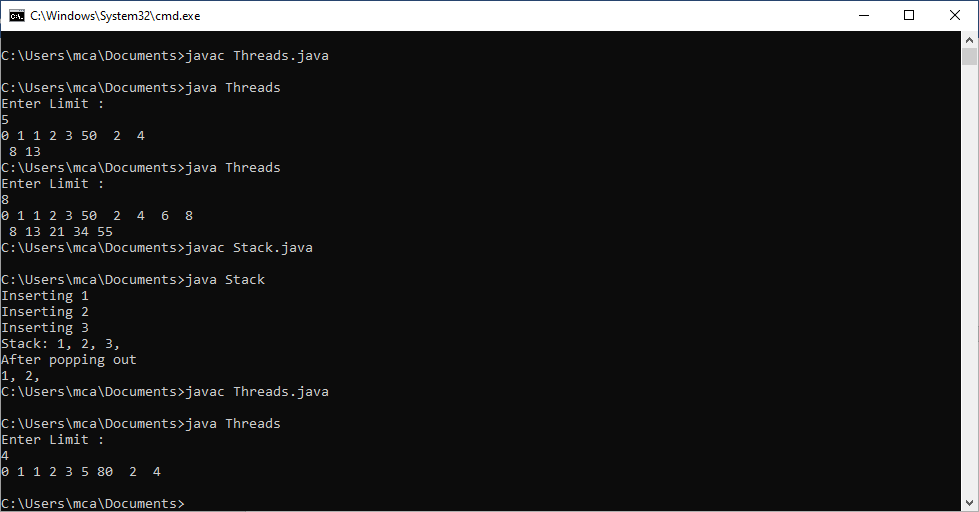 C:\Windows\System32\cmd.exe
C:\Users\mca\Documents>javac Threads.java
C:\Users\mca\Documents>java Threads
Enter Limit :
5
0 1 1 2 3 50  2  4
 8 13
C:\Users\mca\Documents>java Threads
Enter Limit :
8
0 1 1 2 3 50  2  4  6  8
 8 13 21 34 55
C:\Users\mca\Documents>javac Stack.java
C:\Users\mca\Documents>java Stack
Inserting 1
Inserting 2
Inserting 3
Stack: 1, 2, 3,
After popping out
1, 2,
C:\Users\mca\Documents>javac Threads.java
C:\Users\mca\Documents>java Threads
Enter Limit :
4
0 1 1 2 3 5 80  2  4
C:\Users\mca\Documents>